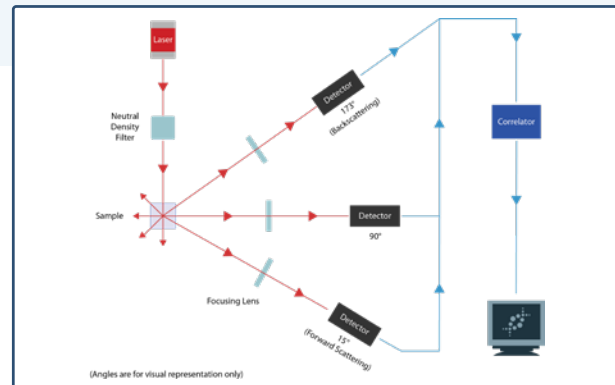 Laser
Neutral
Density
Filter
Sample
Detector
173°
(Backscattering)
Detector
90°
Focusing Lens
Detector
15°
(Forward Scattering)
Correlator
(Angles are for visual representation only)